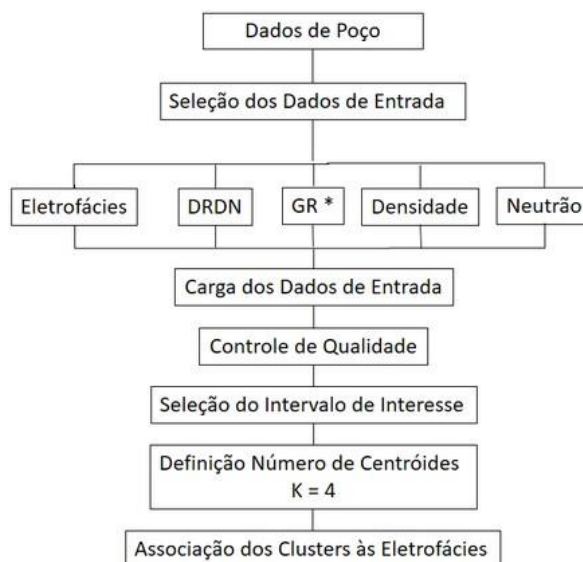 Dados de Poço
Seleção dos Dados de Entrada
Eletrofácies
DRDN
GR *
Densidade
Neutrão
Carga dos Dados de Entrada
Controle de Qualidade
Seleção do Intervalo de Interesse
Definição Número de Centróides
K = 4
Associação dos Clusters às Eletrofácies